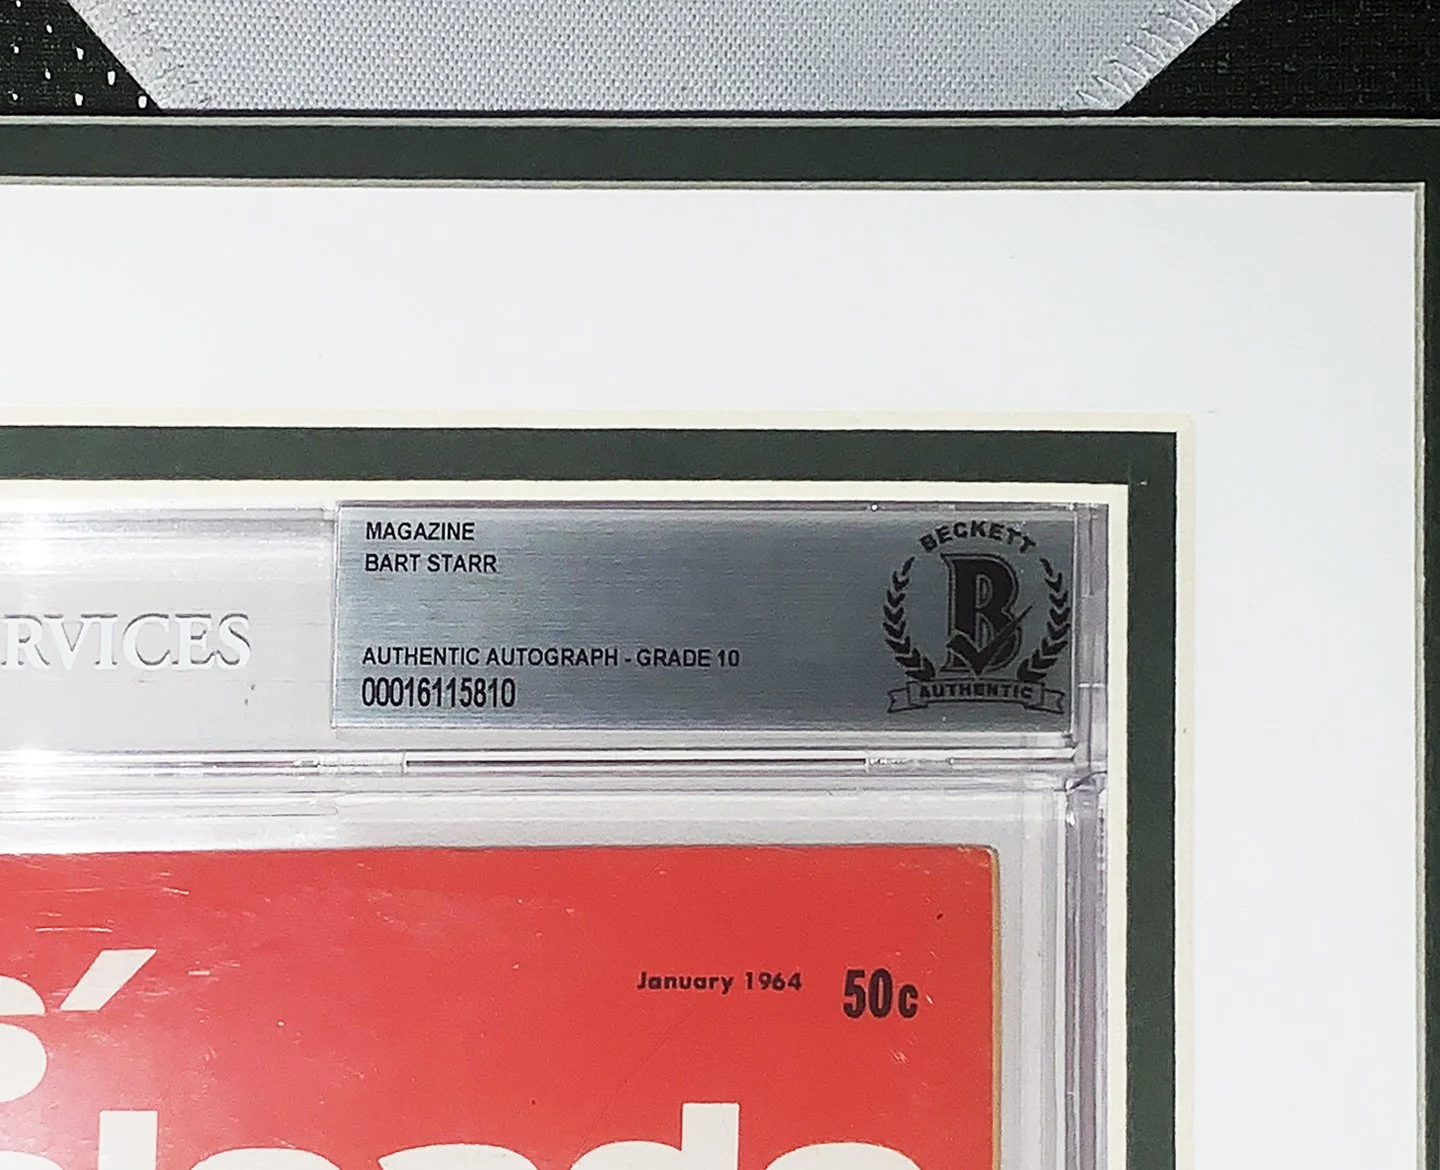 MAGAZINE
BART STARR
AUTHENTIC AUTOGRAPH - GRADE 10
00016115810
BECKETT
B
AUTHENTIC
RVICES
January 1964 50c
s'